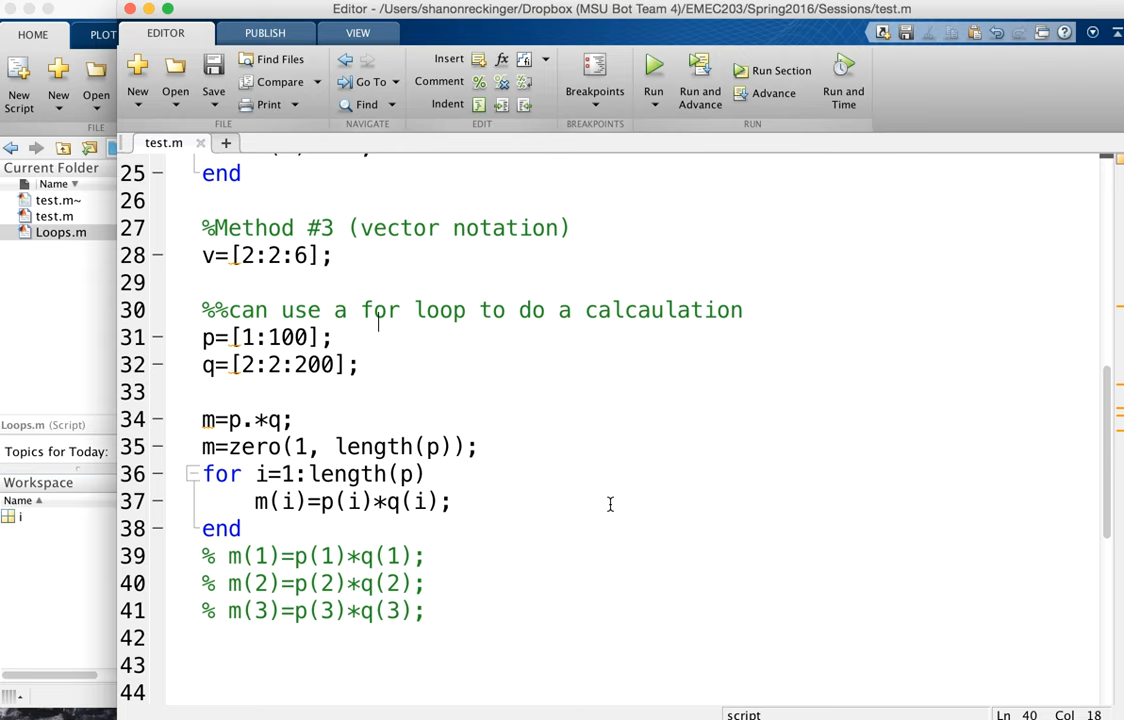 Editor - /Users/shanonreckinger/Dropbox (MSU Bot Team 4)/EMEC203/Spring2016/Sessions/test.m
HOME PLOT EDITOR PUBLISH VIEW
New Script New Open New Open Save Find Files Compare Print Go To Find Insert fx Comment Indent Breakpoints Run Run and Advance Run Section Advance Run and Time
FILE FILE NAVIGATE EDIT BREAKPOINTS RUN
test.m
Current Folder
Name
test.m~
test.m
Loops.m
Loops.m (Script)
Topics for Today:
Workspace
Name
i
25 end
26
27 %Method #3 (vector notation)
28 v=[2:2:6];
29
30 %%can use a for loop to do a calcaulation
31 p=[1:100];
32 q=[2:2:200];
33
34 m=p.*q;
35 m=zero(1, length(p));
36 for i=1:length(p)
37 m(i)=p(i)*q(i);
38 end
39 % m(1)=p(1)*q(1);
40 % m(2)=p(2)*q(2);
41 % m(3)=p(3)*q(3);
42
43
44
script Ln 40 Col 18